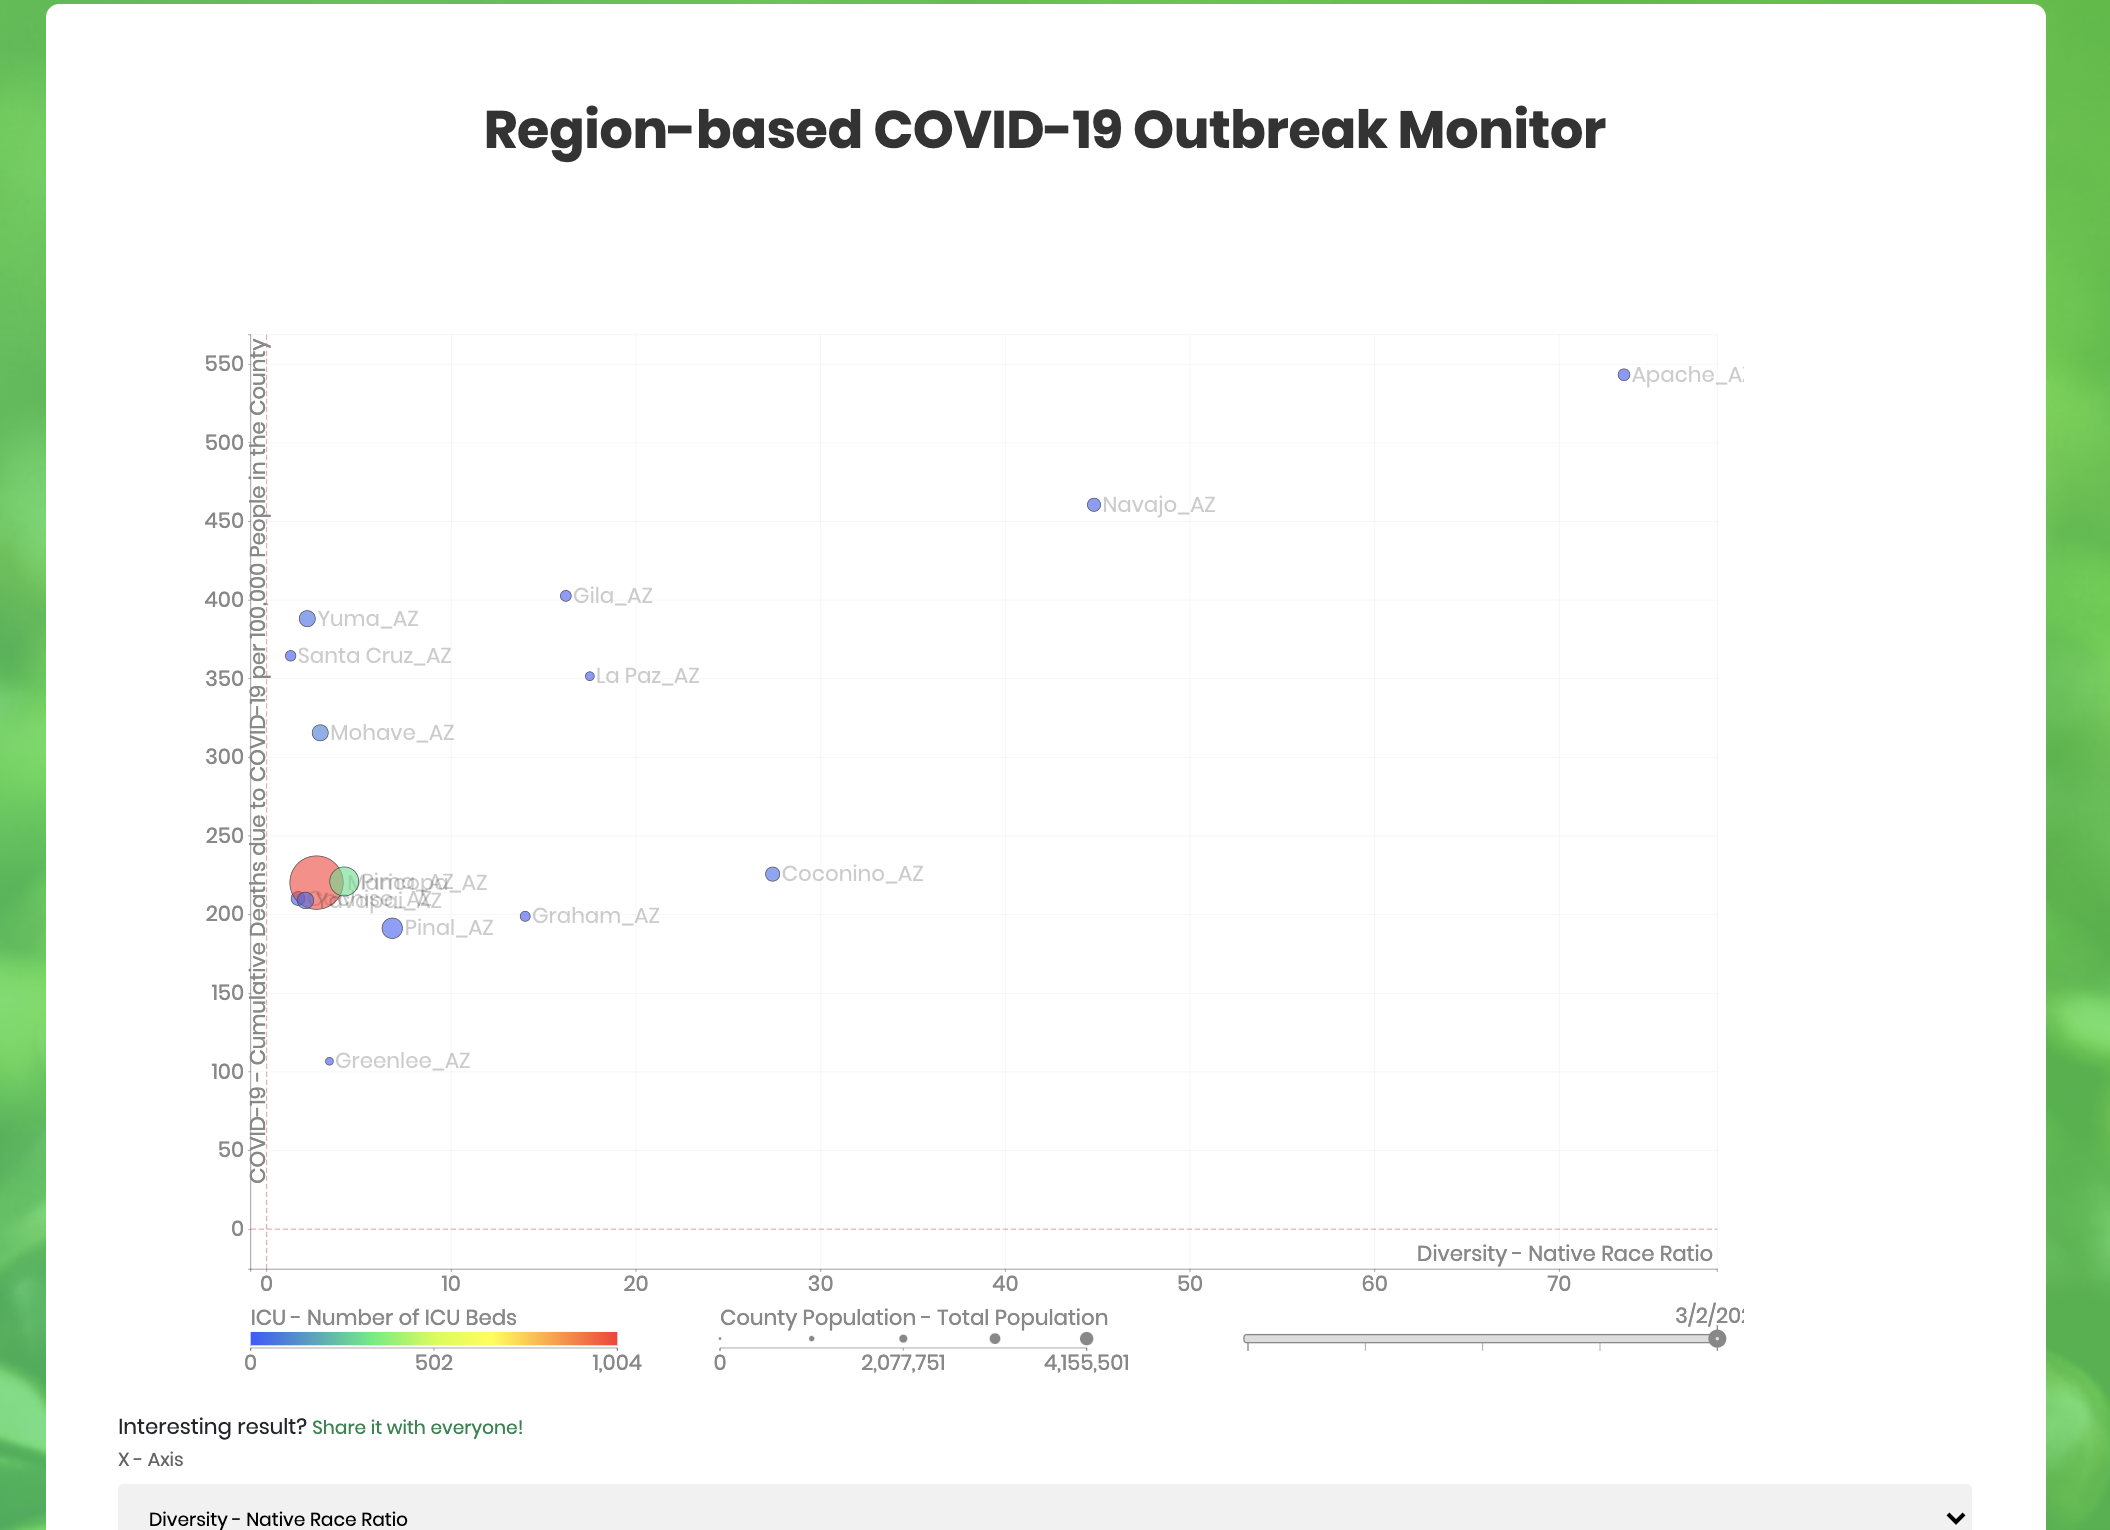 Region-based COVID-19 Outbreak Monitor
COVID-19 - Cumulative Deaths due to COVID-19 per 100,000 People in the County
550
500
450
400
350
300
250
200
150
100
50
0
Apache_A
Navajo_AZ
Gila_AZ
Yuma_AZ
Santa Cruz_AZ
La Paz_AZ
Mohave_AZ
Coconino_AZ
Pima_AZ
Maricopa_AZ
Yavapai_AZ
Graham_AZ
Pinal_AZ
Greenlee_AZ
Diversity - Native Race Ratio
0 10 20 30 40 50 60 70
ICU - Number of ICU Beds
0 502 1,004
County Population - Total Population
0 2,077,751 4,155,501
3/2/202
Interesting result? Share it with everyone!
X - Axis
Diversity - Native Race Ratio